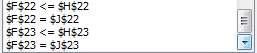 $F$22 <= $H$22
$F$22 = $J$22
$F$23 <= $H$23
$F$23 = $J$23